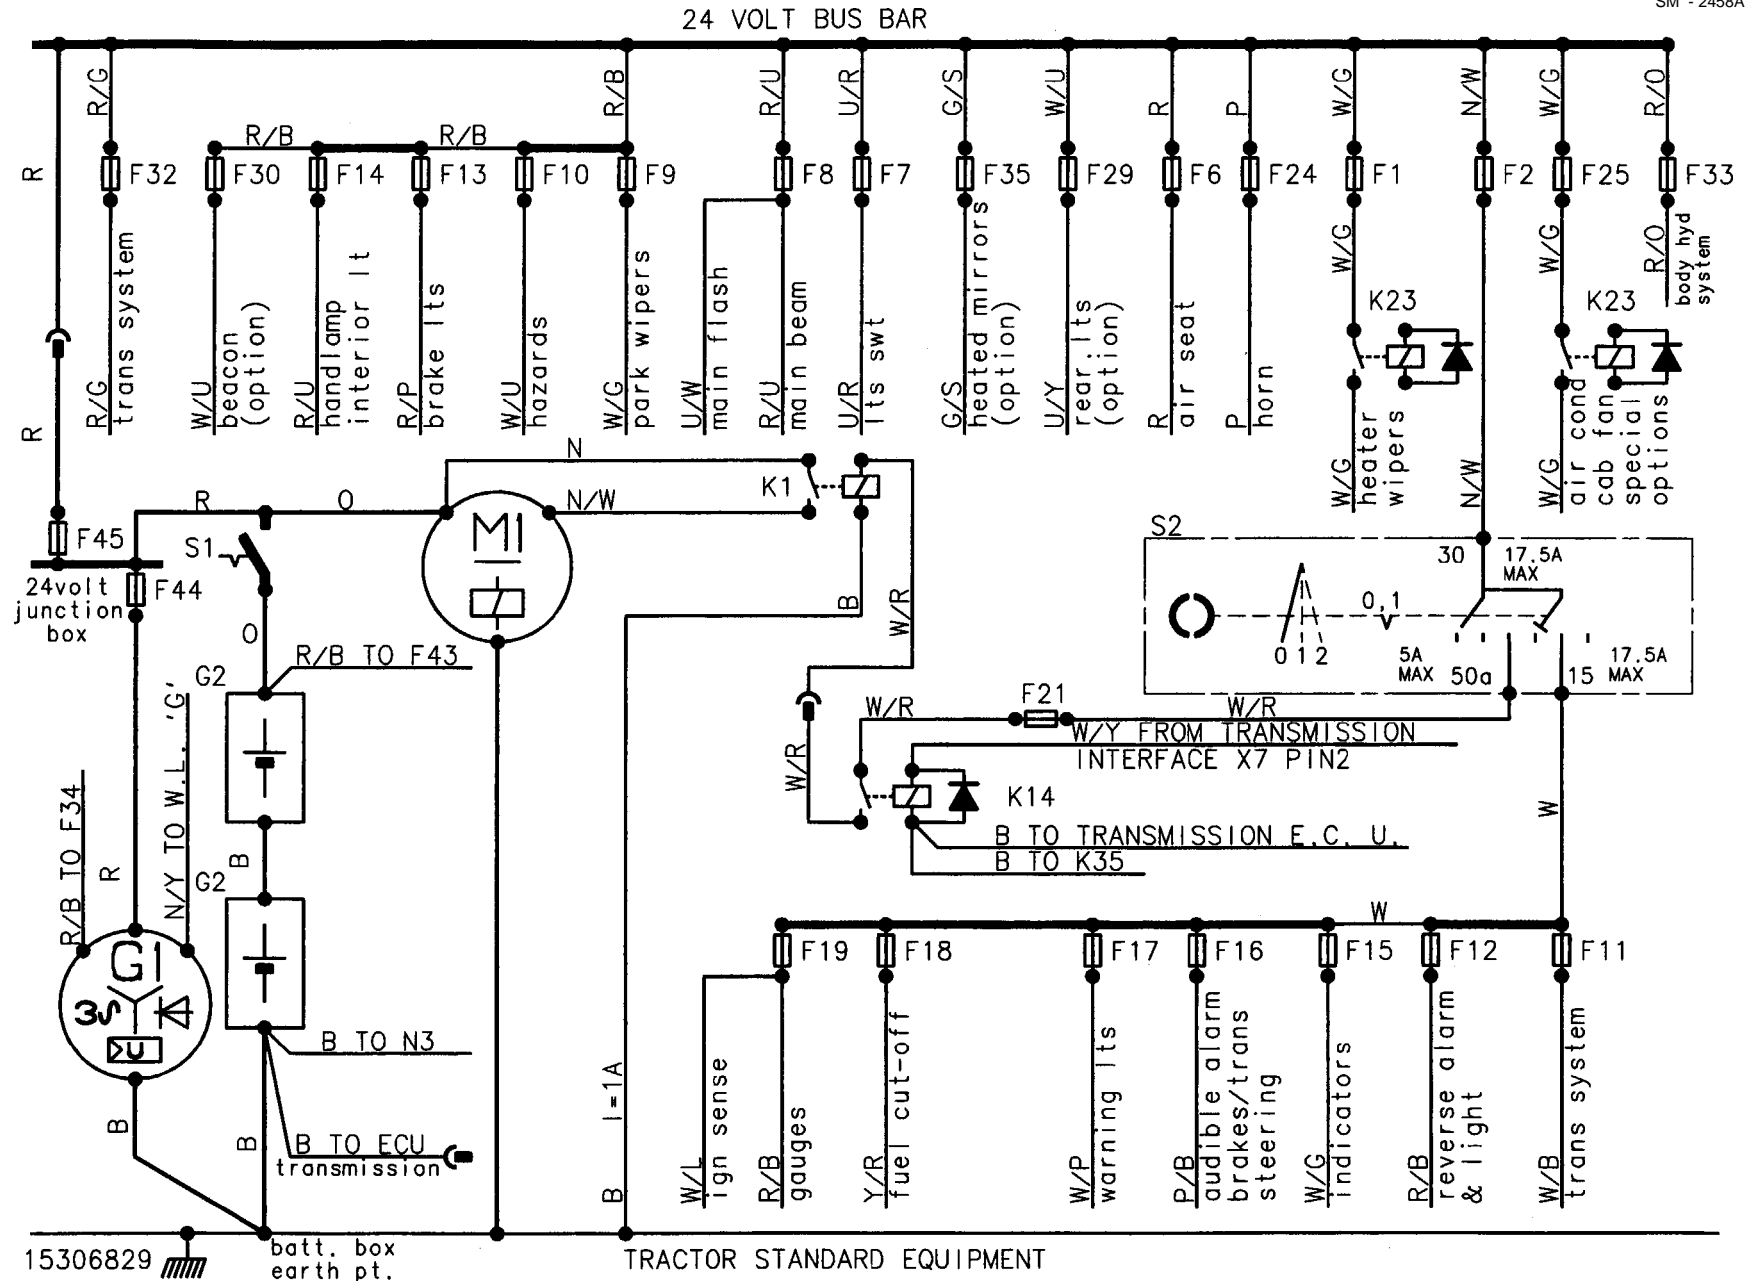 SM - 2458A
24 VOLT BUS BAR
R
R/G
R/B
R/U
U/R
G/S
W/U
R
P
W/G
N/W
W/G
R/O
R/B
R/B
F32
F30
F14
F13
F10
F9
F8
F7
F35
F29
F6
F24
F1
F2
F25
F33
W/G
W/G
R/O
body hyd
system
K23
K23
R
R/G
trans system
W/U
beacon
(option)
R/U
handlamp
interior lt
R/P
brake lts
W/U
hazards
W/G
park wipers
U/W
main flash
R/U
main beam
U/R
lts swt
G/S
heated mirrors
(option)
U/Y
rear.lts
(option)
R
air seat
P
horn
W/G
heater
wipers
N/W
W/G
air cond
cab fan
special
options
N
K1
R
O
N/W
M1
F45
S1
24volt
junction
box
F44
O
B
W/R
S2
30
17.5A
MAX
0,1
0 1 2
5A
MAX
50a
15
17.5A
MAX
R/B TO F43
G2
F21
W/R
W/R
W/Y FROM TRANSMISSION
INTERFACE X7 PIN2
W/R
K14
B TO TRANSMISSION E.C. U.
B TO K35
W
R/B TO F34
R
N/Y TO W.L. 'G'
B
G2
W
F19
F18
F17
F16
F15
F12
F11
G1
3
>U
B TO N3
B
B
B TO ECU
transmission
B I=1A
W/L
ign sense
R/B
gauges
Y/R
fuel cut-off
W/P
warning lts
P/B
audible alarm
brakes/trans
steering
W/G
indicators
R/B
reverse alarm
& light
W/B
trans system
15306829
batt. box
earth pt.
TRACTOR STANDARD EQUIPMENT